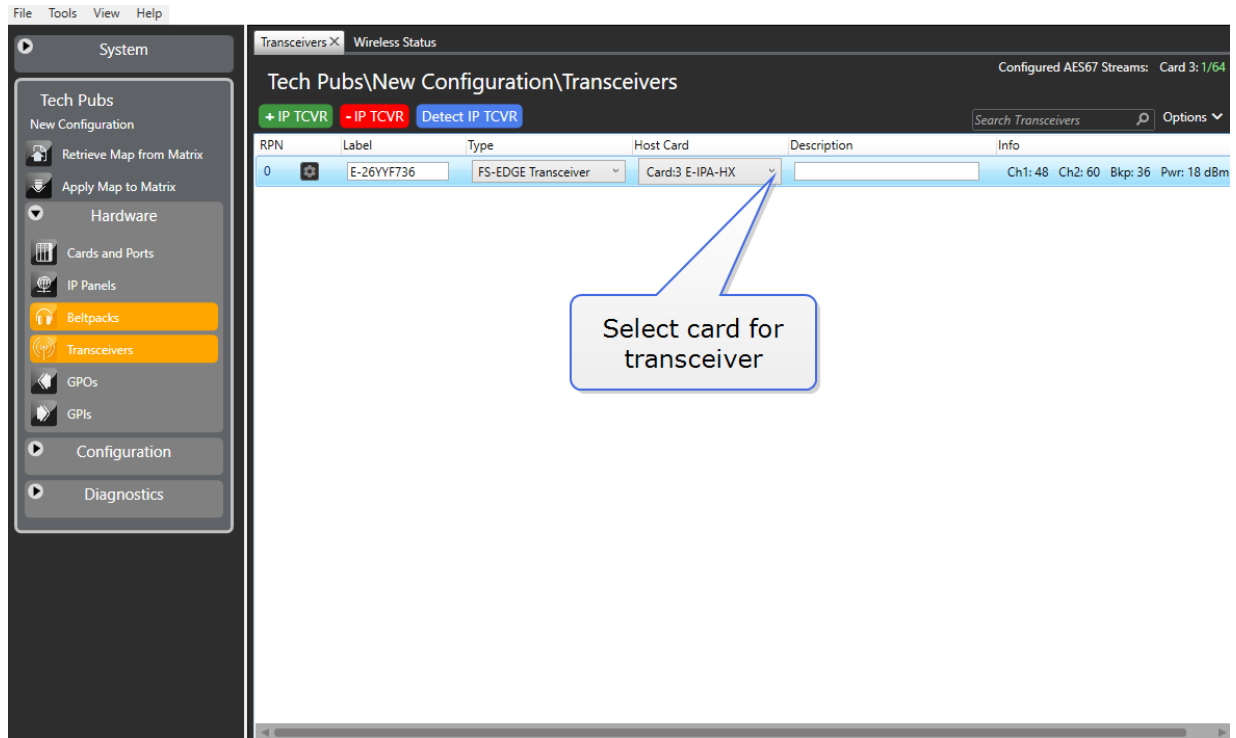 File Tools View Help
System
Tech Pubs
New Configuration
Retrieve Map from Matrix
Apply Map to Matrix
Hardware
Cards and Ports
IP Panels
Beltpacks
Transceivers
GPOs
GPIs
Configuration
Diagnostics
Transceivers Wireless Status
Tech Pubs\New Configuration\Transceivers
Configured AES67 Streams: Card 3: 1/64
+ IP TCVR - IP TCVR Detect IP TCVR
Search Transceivers Options
RPN Label Type Host Card Description Info
0 E-26YYF736 FS-EDGE Transceiver Card:3 E-IPA-HX Ch1: 48 Ch2: 60 Bkp: 36 Pwr: 18 dBm
Select card for
transceiver